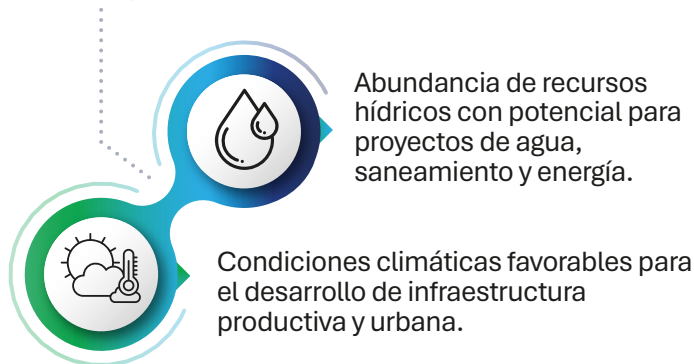 Abundancia de recursos
hídricos con potencial para
proyectos de agua,
saneamiento y energía.
Condiciones climáticas favorables para
el desarrollo de infraestructura
productiva y urbana.